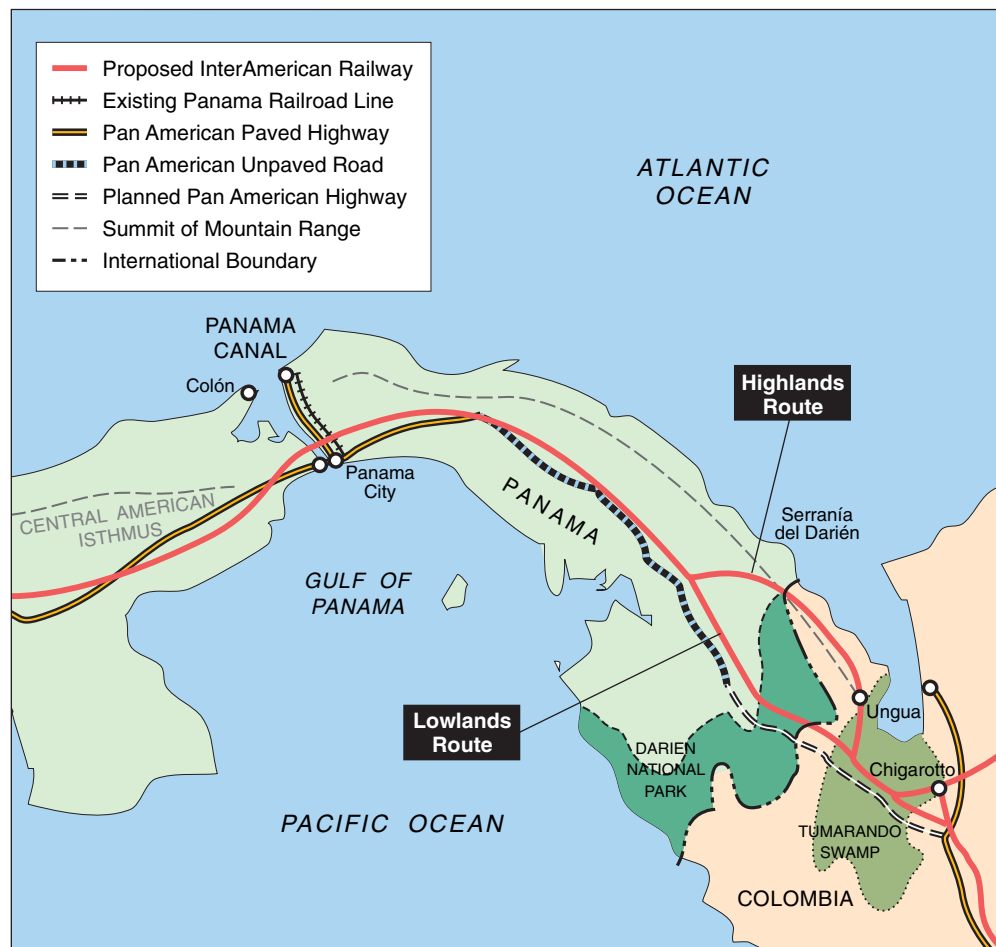 Proposed InterAmerican Railway
Existing Panama Railroad Line
Pan American Paved Highway
Pan American Unpaved Road
Planned Pan American Highway
Summit of Mountain Range
International Boundary
ATLANTIC
OCEAN
PANAMA
CANAL
Colón
Highlands
Route
Panama
City
PANAMA
CENTRAL AMERICAN
ISTHMUS
Serranía
del Darién
GULF OF
PANAMA
Lowlands
Route
Ungua
DARIEN
NATIONAL
PARK
Chigarotto
PACIFIC OCEAN
TUMARANDO
SWAMP
COLOMBIA